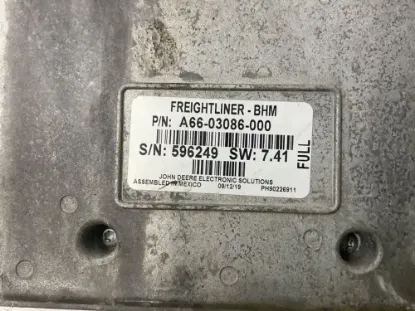 FREIGHTLINER - BHM
P/N: A66-03086-000
S/N: 596249 SW: 7.41
FULL
JOHN DEERE ELECTRONIC SOLUTIONS
ASSEMBLED IN MEXICO 09/12/19 PH90226911